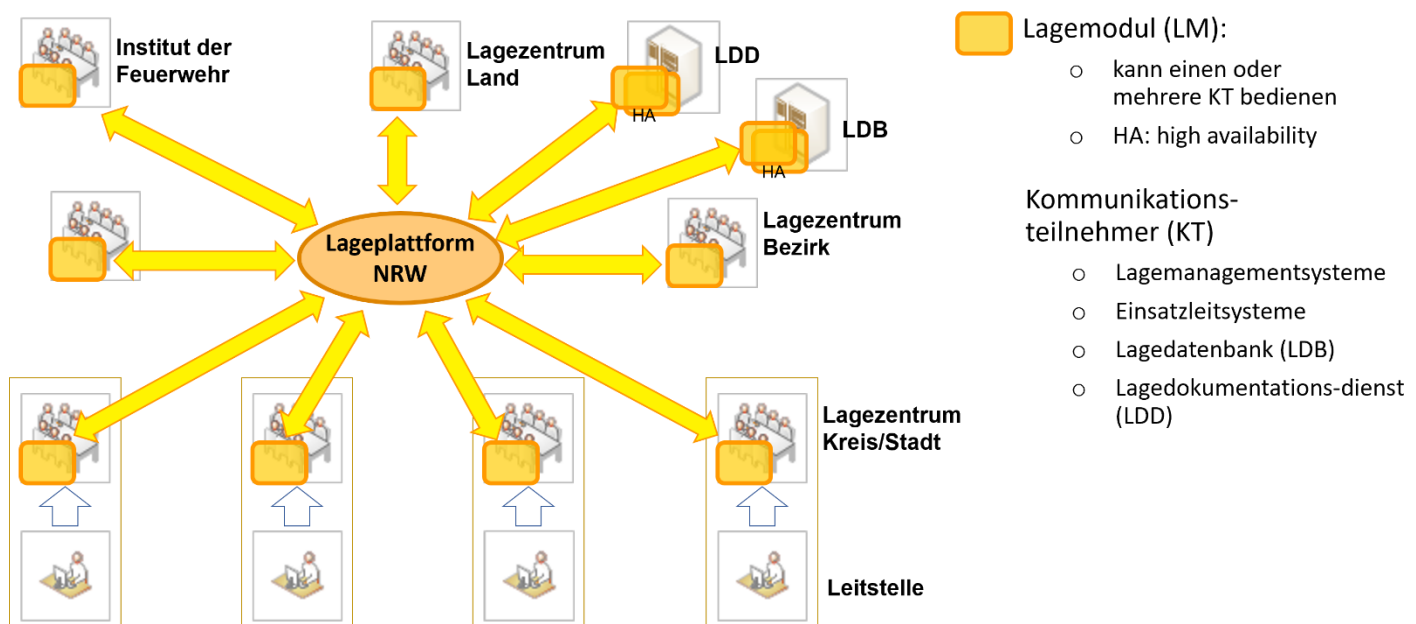 Institut der
Feuerwehr
Lagezentrum
Land
LDD
HA
LDB
HA
Lagezentrum
Bezirk
Lageplattform
NRW
Lagezentrum
Kreis/Stadt
Leitstelle
Lagemodul (LM):
o kann einen oder
mehrere KT bedienen
o HA: high availability
Kommunikations-
teilnehmer (KT)
o Lagemanagementsysteme
o Einsatzleitsysteme
o Lagedatenbank (LDB)
o Lagedokumentations-dienst
(LDD)